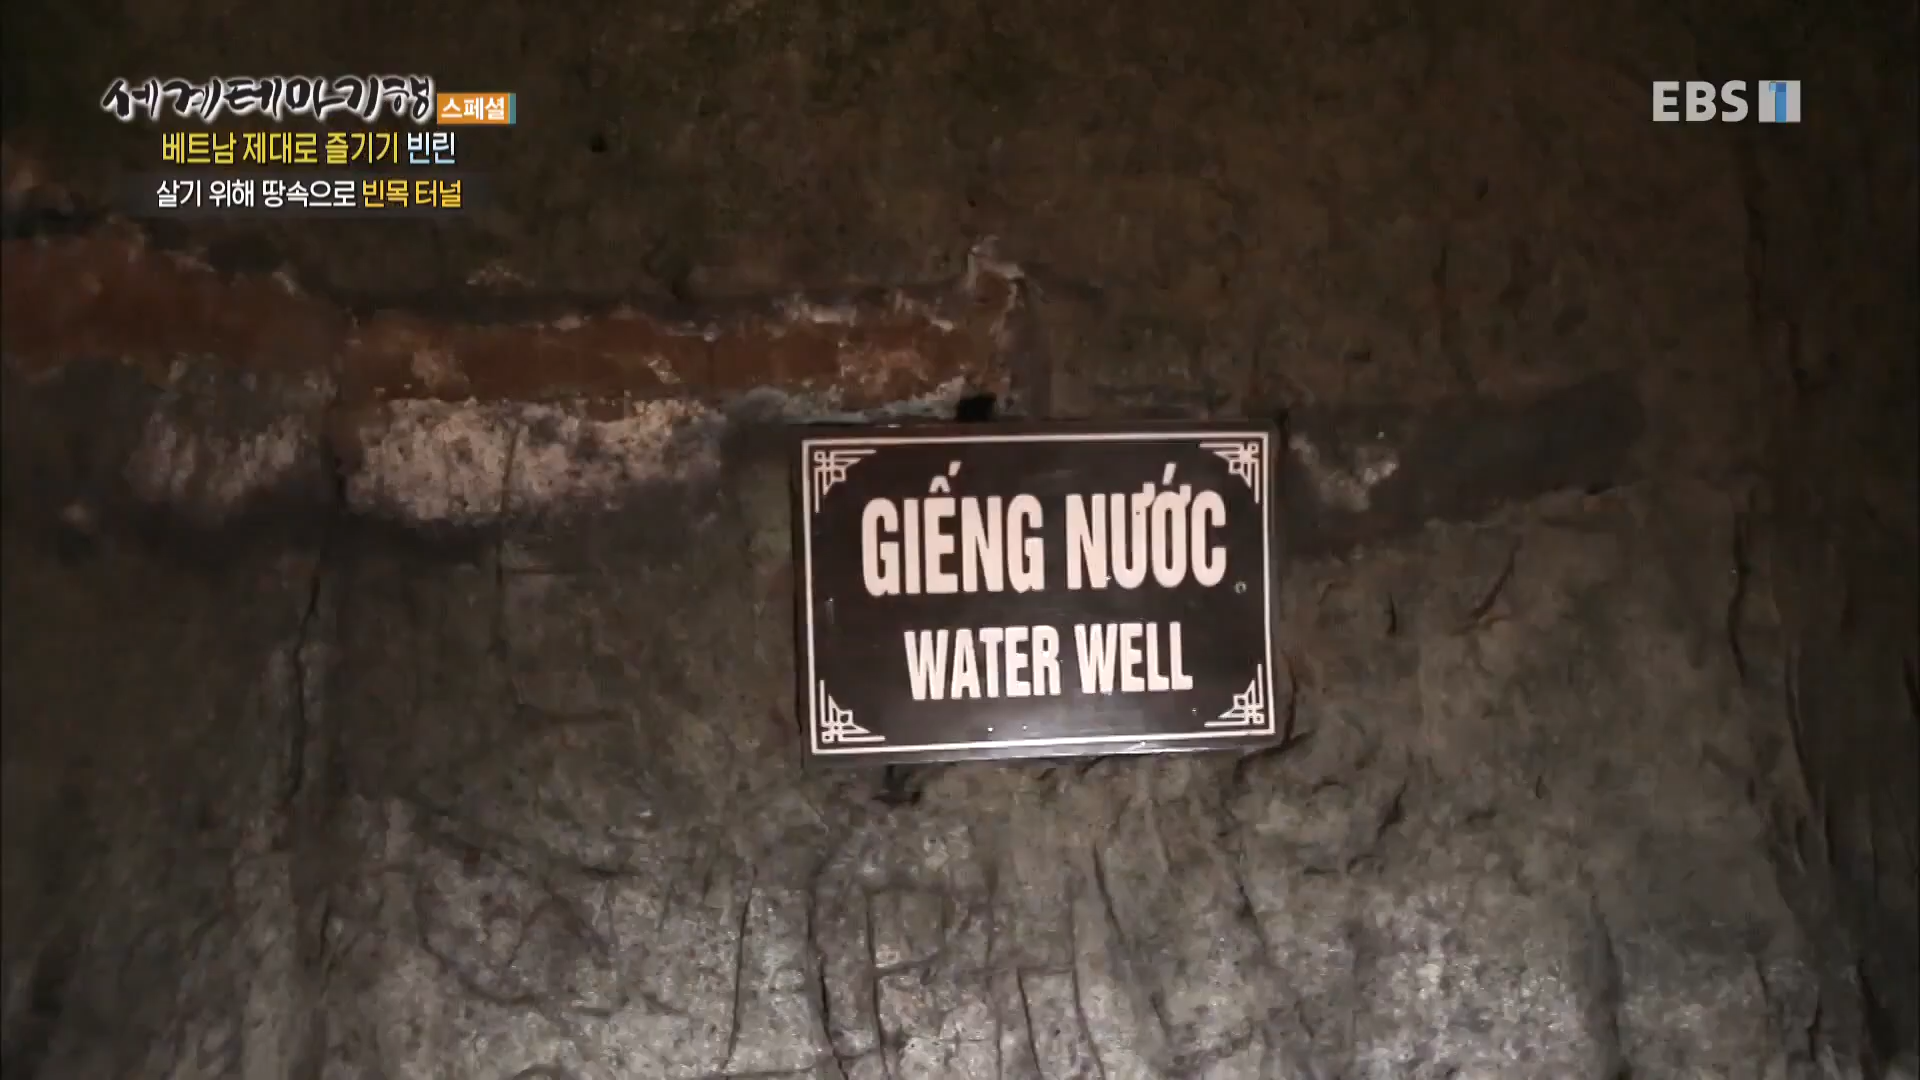 세계테마기행 스페셜
EBS 1
베트남 제대로 즐기기 빈린
살기 위해 땅속으로 빈목 터널
GIẾNG NƯỚC
WATER WELL